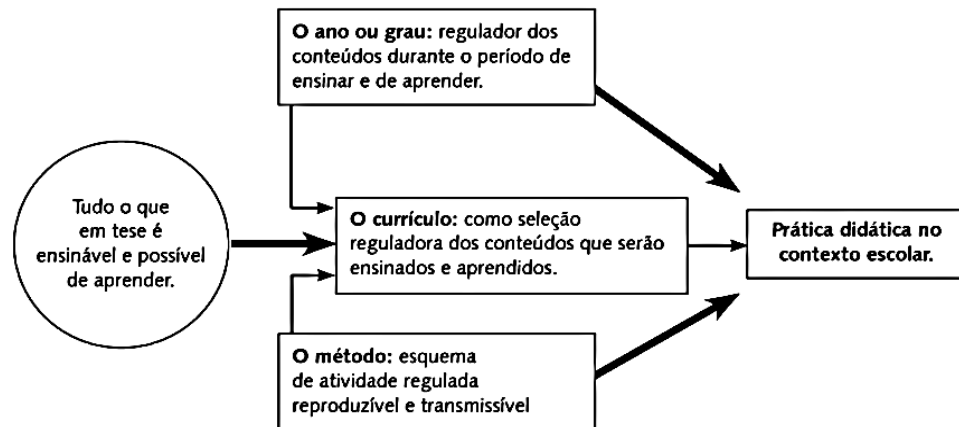 O ano ou grau: regulador dos
conteúdos durante o período de
ensinar e de aprender.
Tudo o que
em tese é
ensinável e possível
de aprender.
O currículo: como seleção
reguladora dos conteúdos que serão
ensinados e aprendidos.
Prática didática no
contexto escolar.
O método: esquema
de atividade regulada
reproduzível e transmissível